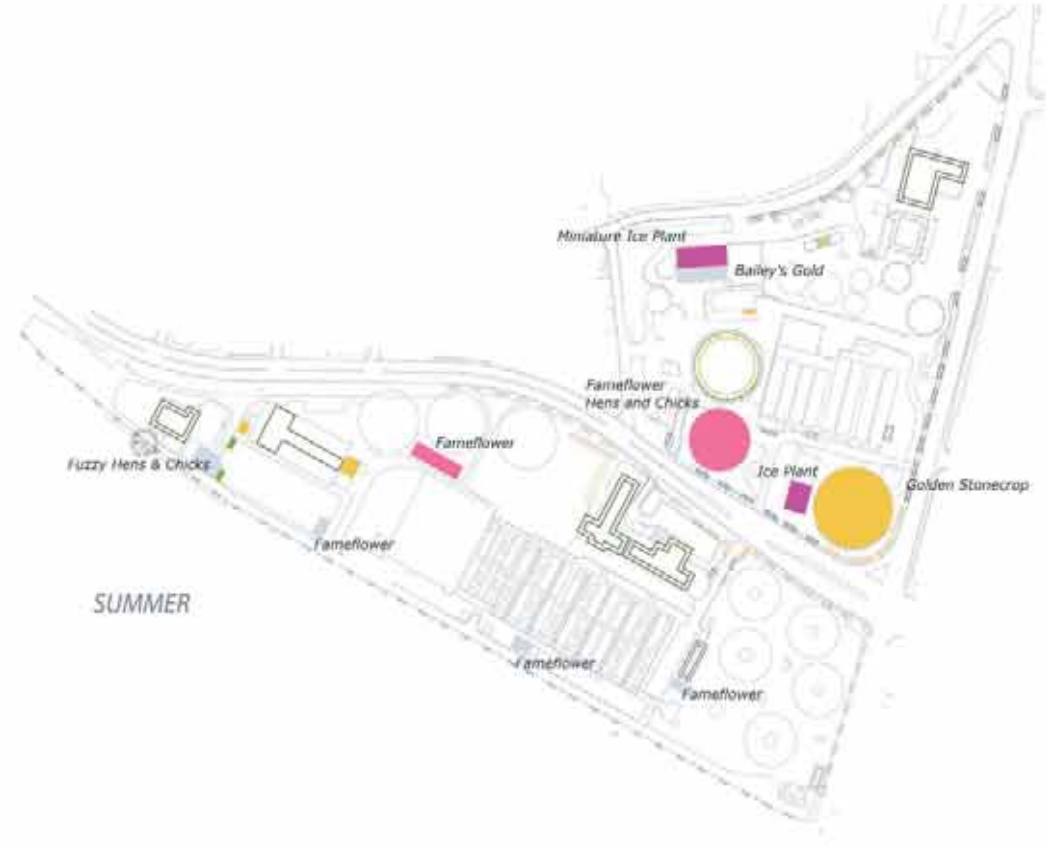 Miniature Ice Plant
Bailey's Gold
Fameflower
Hens and Chicks
Fameflower
Ice Plant
Fuzzy Hens & Chicks
Golden Stonecrop
Fameflower
SUMMER
Fameflower
Fameflower